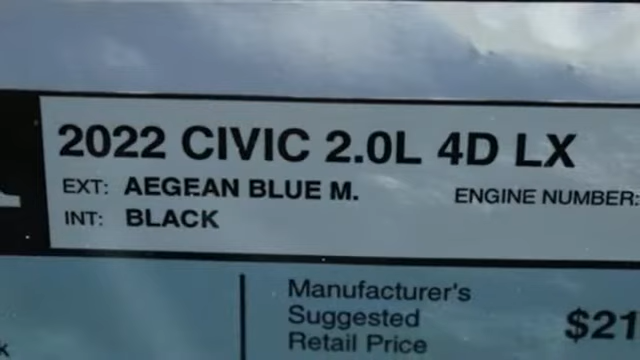 2022 CIVIC 2.0L 4D LX
EXT: AEGEAN BLUE M.
ENGINE NUMBER:
INT: BLACK
Manufacturer's
Suggested
Retail Price
$21